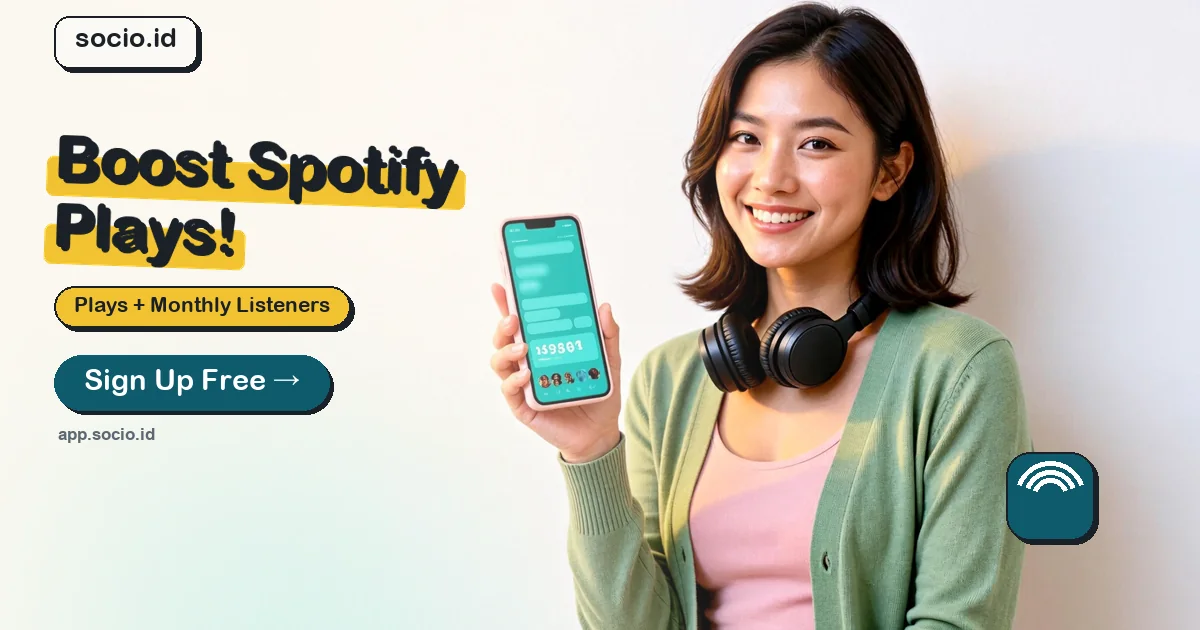 socio.id
Boost Spotify
Plays!
Plays + Monthly Listeners
Sign Up Free →
app.socio.id